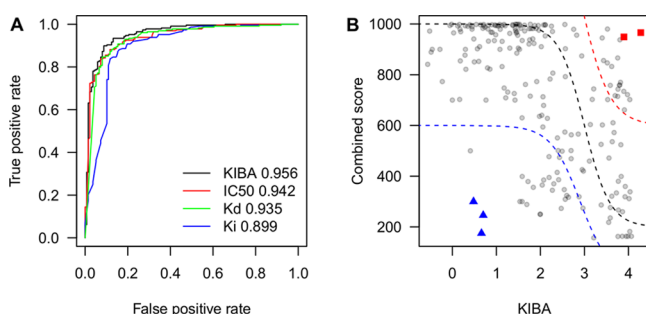 A
True positive rate
1.0
0.8
0.6
0.4
0.2
0.0
KIBA 0.956
IC50 0.942
Kd 0.935
Ki 0.899
0.0 0.2 0.4 0.6 0.8 1.0
False positive rate
B
Combined score
1000
800
600
400
200
0 1 2 3 4
KIBA